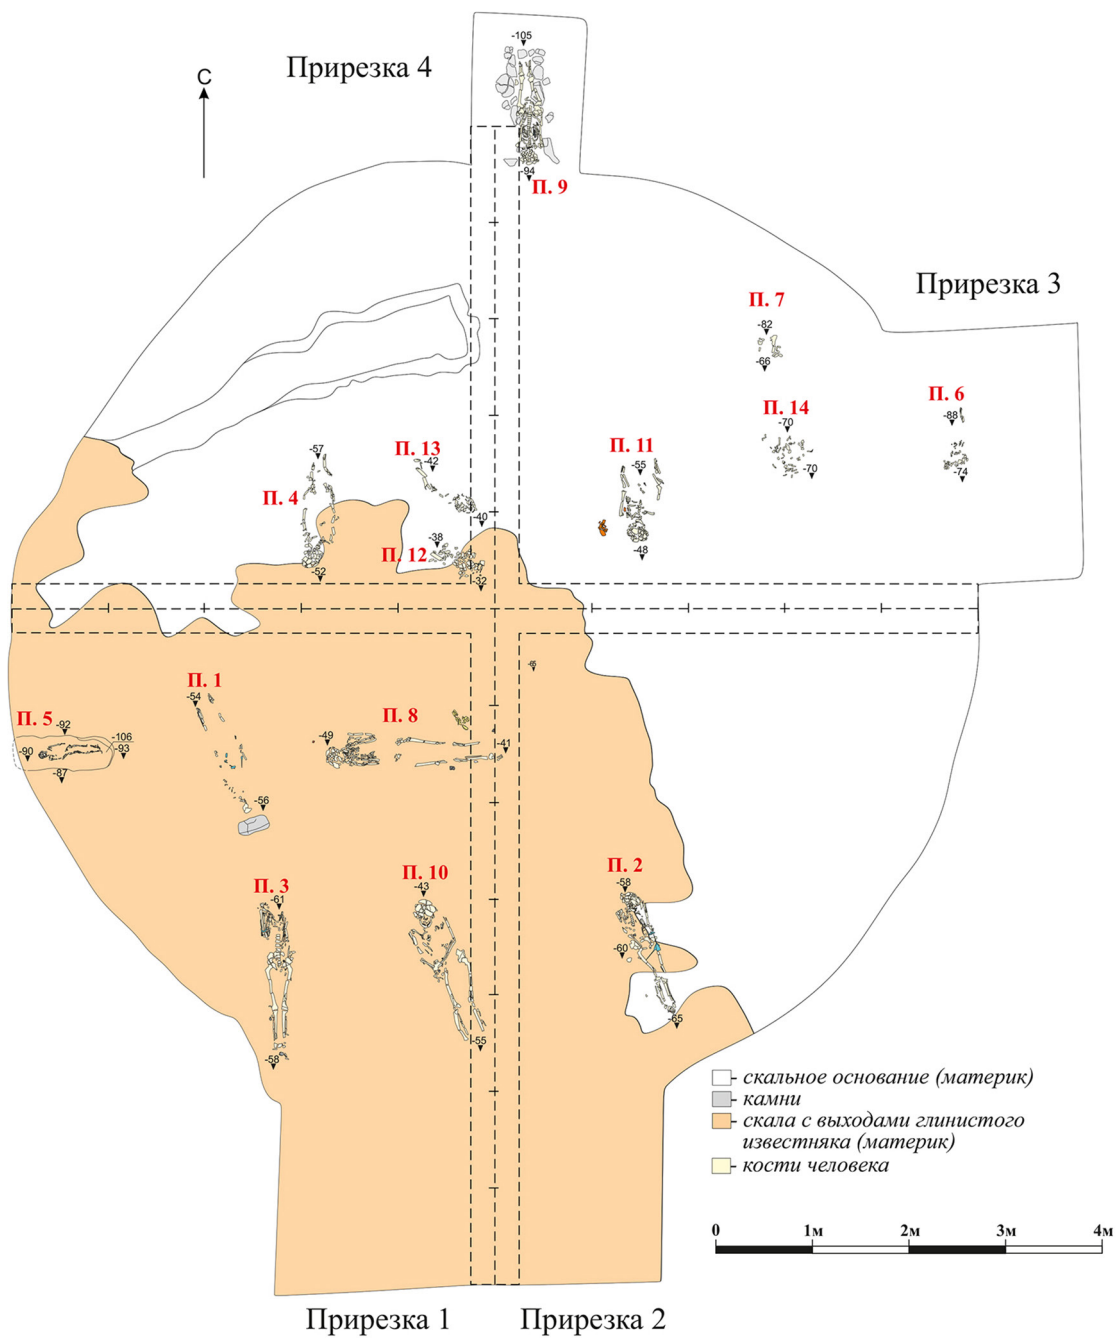 -105
Прирезка 4
С
-94
П. 9
Прирезка 3
П. 7
-82
-66
П. 6
-88
-74
П. 14
-70
-70
П. 13
-42
-40
П. 11
-55
-48
-57
П. 4
-52
-38
П. 12
-32
П. 1
-54
-56
П. 5
-92
-106
-90
-93
-87
П. 8
-49
-41
П. 3
-61
-58
П. 10
-43
-55
П. 2
-58
-60
-65
- скальное основание (материк)
- камни
- скала с выходами глинистого
известняка (материк)
- кости человека
0 1м 2м 3м 4м
Прирезка 1 Прирезка 2